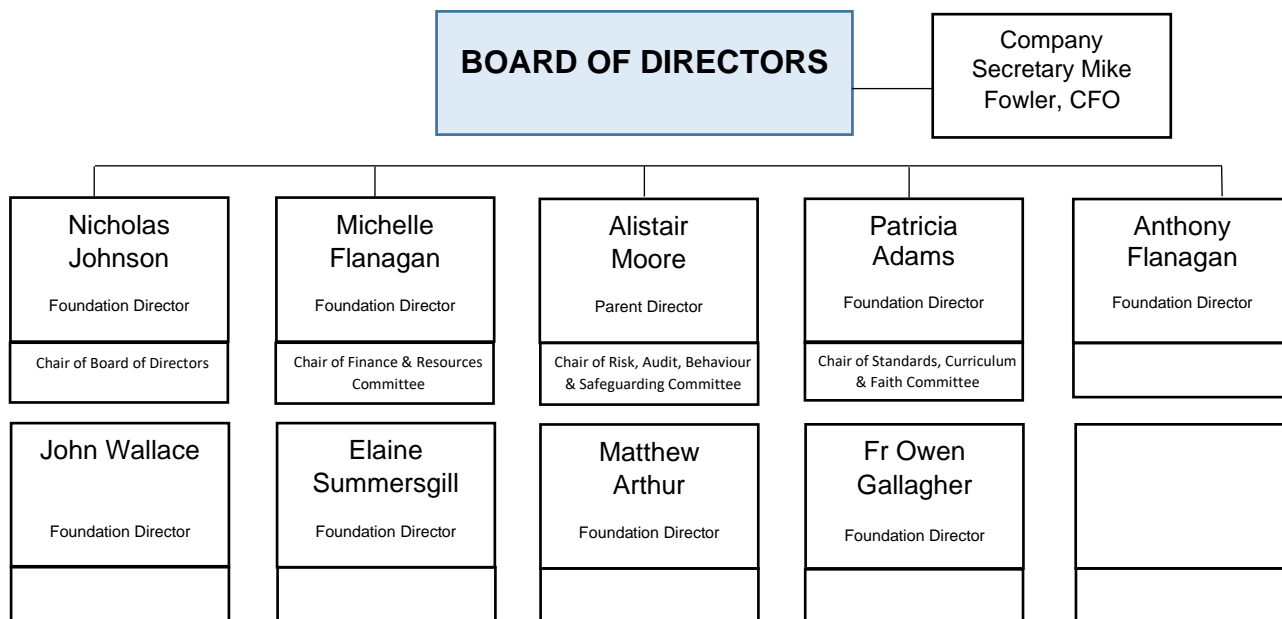 BOARD OF DIRECTORS
Company
Secretary Mike
Fowler, CFO
Nicholas
Johnson
Foundation Director
Chair of Board of Directors
Michelle
Flanagan
Foundation Director
Chair of Finance & Resources
Committee
Alistair
Moore
Parent Director
Chair of Risk, Audit, Behaviour
& Safeguarding Committee
Patricia
Adams
Foundation Director
Chair of Standards, Curriculum
& Faith Committee
Anthony
Flanagan
Foundation Director
John Wallace
Foundation Director
Elaine
Summersgill
Foundation Director
Matthew
Arthur
Foundation Director
Fr Owen
Gallagher
Foundation Director